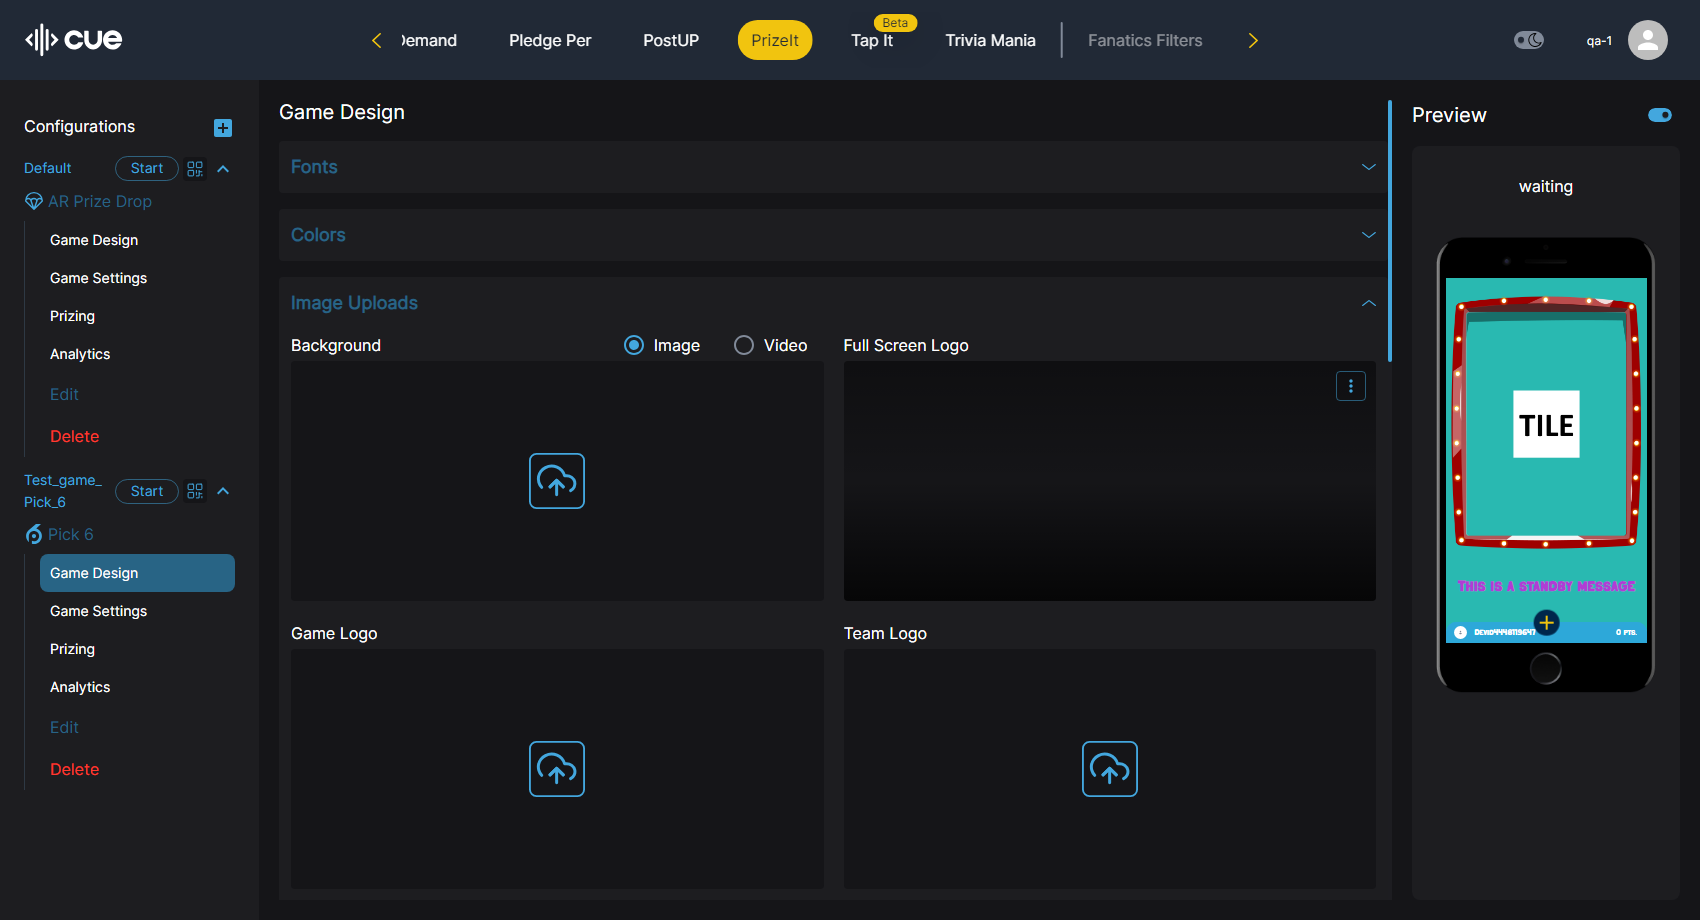 cue
Demand
Pledge Per
PostUP
PrizeIt
Beta
Tap It
Trivia Mania
Fanatics Filters
qa-1
Configurations
Default
Start
AR Prize Drop
Game Design
Game Settings
Prizing
Analytics
Edit
Delete
Test_game_
Pick_6
Start
Pick 6
Game Design
Game Settings
Prizing
Analytics
Edit
Delete
Game Design
Fonts
Colors
Image Uploads
Background
Image
Video
Full Screen Logo
Game Logo
Team Logo
Preview
waiting
TILE
THIS IS A STANDBY MESSAGE
0 PTS.